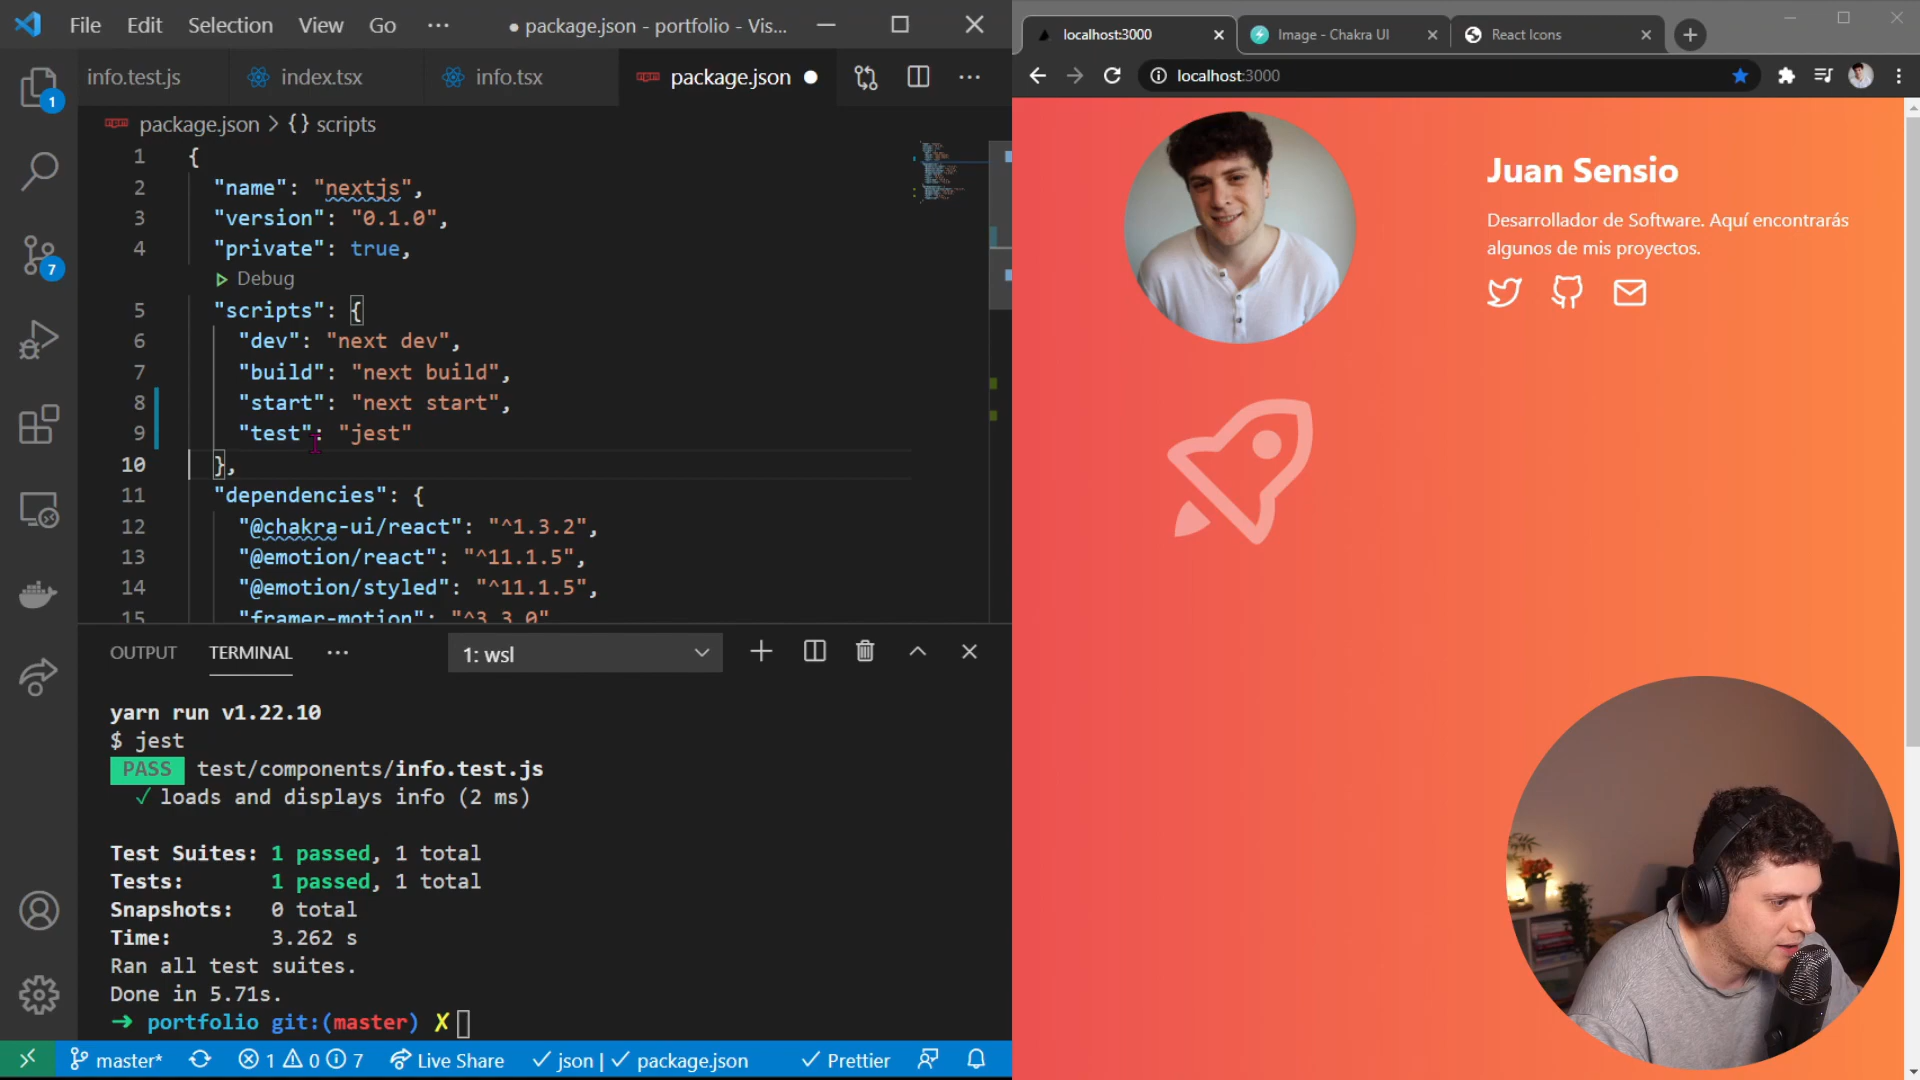 File Edit Selection View Go ··· ● package.json - portfolio - Vis...
info.test.js index.tsx info.tsx package.json ●
package.json > {} scripts
1 {
2 "name": "nextjs",
3 "version": "0.1.0",
4 "private": true,
Debug
5 "scripts": {
6 "dev": "next dev",
7 "build": "next build",
8 "start": "next start",
9 "test": "jest"
10 },
11 "dependencies": {
12 "@chakra-ui/react": "^1.3.2",
13 "@emotion/react": "^11.1.5",
14 "@emotion/styled": "^11.1.5",
15 "framer-motion": "^3.3.0"
OUTPUT TERMINAL ··· 1: wsl
yarn run v1.22.10
$ jest
PASS test/components/info.test.js
✓ loads and displays info (2 ms)
Test Suites: 1 passed, 1 total
Tests: 1 passed, 1 total
Snapshots: 0 total
Time: 3.262 s
Ran all test suites.
Done in 5.71s.
→ portfolio git:(master) ✗
master* 1 0 7 Live Share ✓ json | ✓ package.json ✓ Prettier
1
7
localhost:3000 Image - Chakra UI React Icons
localhost:3000
Juan Sensio
Desarrollador de Software. Aquí encontrarás
algunos de mis proyectos.